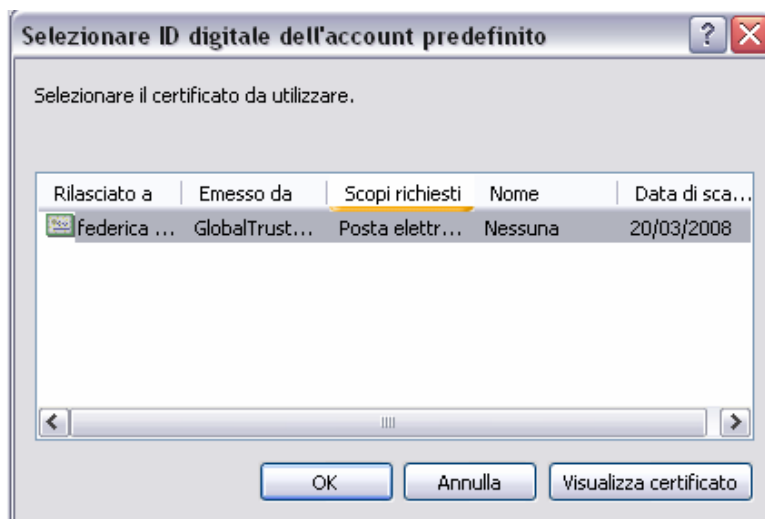 Selezionare ID digitale dell'account predefinito
Selezionare il certificato da utilizzare.
Rilasciato a Emesso da Scopi richiesti Nome Data di sca...
federica ... GlobalTrust... Posta elettr... Nessuna 20/03/2008
OK Annulla Visualizza certificato